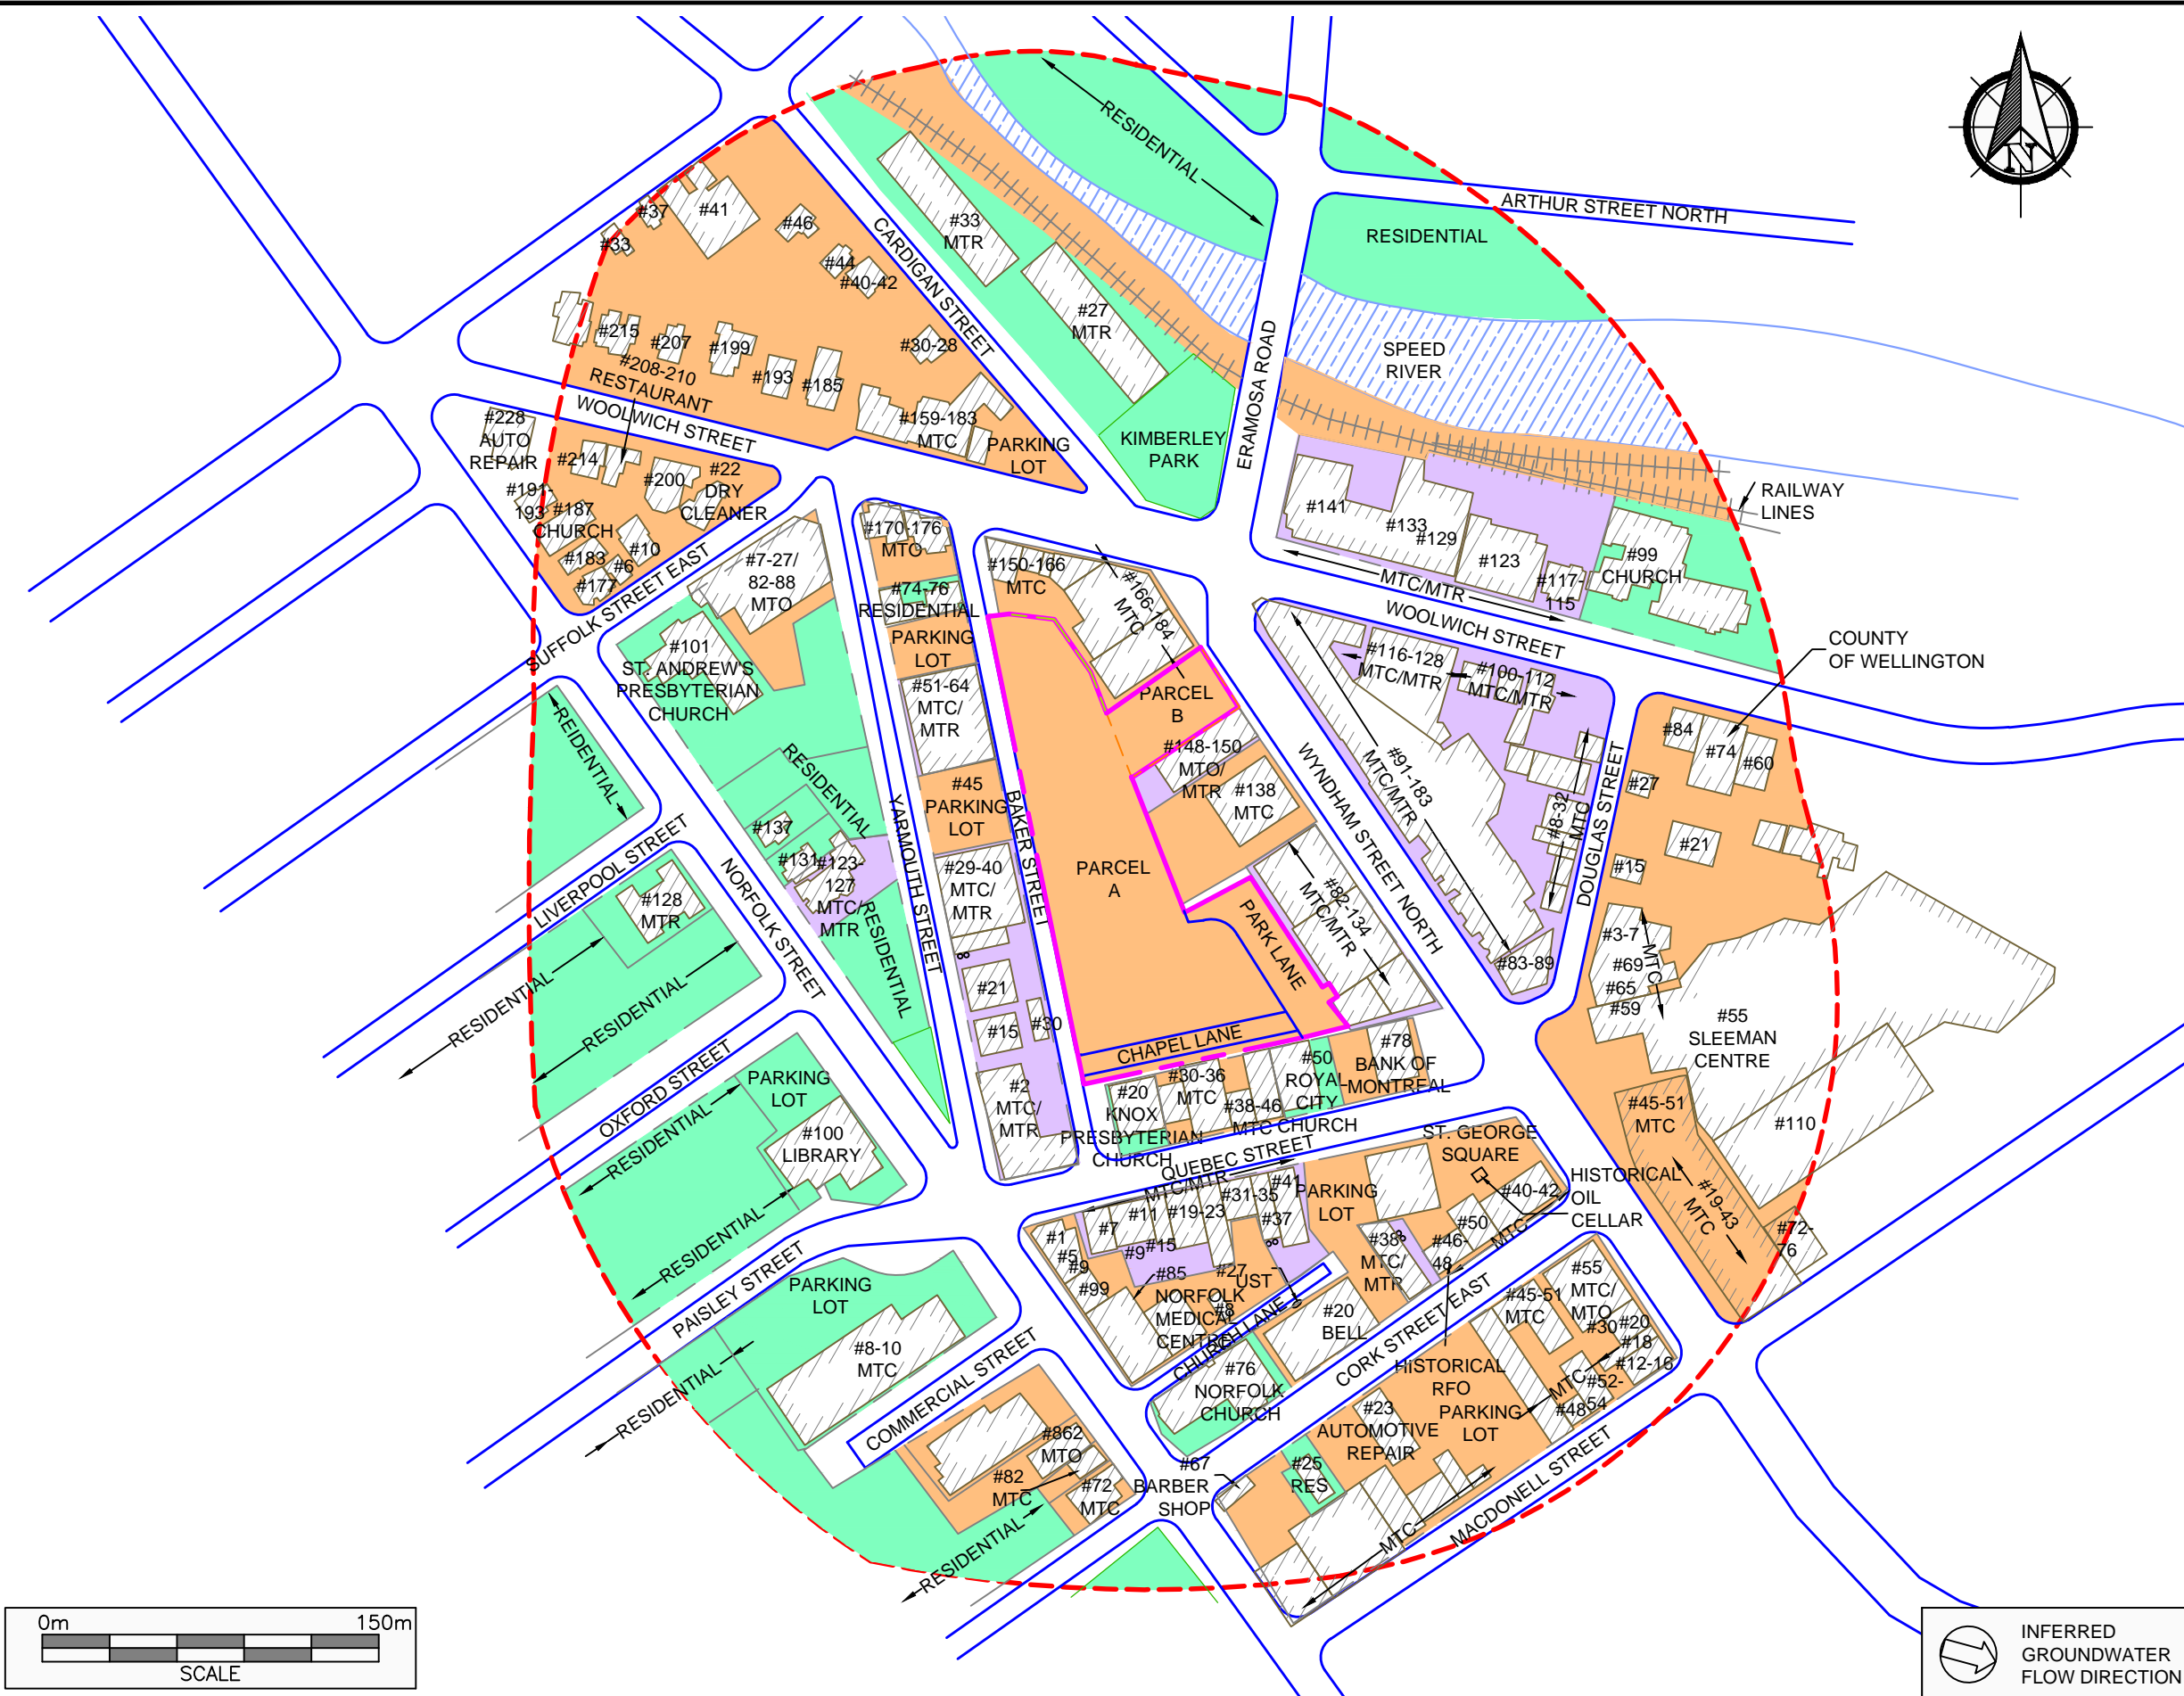 RESIDENTIAL
N
ARTHUR STREET NORTH
RESIDENTIAL
#37
#41
#46
#33
#44
#40-42
CARDIGAN STREET
#33
MTR
#27
MTR
#30-28
ERAMOSA ROAD
SPEED
RIVER
#215
#207
#199
#193
#185
#208-210
RESTAURANT
WOOLWICH STREET
#159-183
MTC
PARKING
LOT
KIMBERLEY
PARK
#228
AUTO
REPAIR
#214
#200
#22
DRY
CLEANER
#191-
193
#187
CHURCH
#183
#10
#6
#177
SUFFOLK STREET EAST
RAILWAY
LINES
#141
#133
#129
#123
#117-
115
#99
CHURCH
MTC/MTR
WOOLWICH STREET
COUNTY
OF WELLINGTON
#7-27/
82-88
MTO
#170-176
MTO
#74-76
RESIDENTIAL
PARKING
LOT
#150-166
MTC
#166-184
MTC
#101
ST. ANDREW'S
PRESBYTERIAN
CHURCH
#51-64
MTC/
MTR
PARCEL
B
#116-128
MTC/MTR
#100-112
MTC/MTR
#148-150
MTO/
MTR
#138
MTC
WYNDHAM STREET NORTH
#91-183
MTC/MTR
#8-32
MTC
DOUGLAS STREET
#84
#74
#60
#27
#21
#15
REIDENTIAL
RESIDENTIAL
#45
PARKING
LOT
BAKER STREET
YARMOUTH STREET
PARCEL
A
LIVERPOOL STREET
#137
#131
#123-
127
MTC/
MTR
RESIDENTIAL
NORFOLK STREET
#128
MTR
#29-40
MTC/
MTR
8
#21
#15
#30
PARK LANE
#82-134
MTC/MTR
#83-89
#3-7
MTC
#69
#65
#59
#55
SLEEMAN
CENTRE
RESIDENTIAL
RESIDENTIAL
OXFORD STREET
PARKING
LOT
RESIDENTIAL
#100
LIBRARY
#2
MTC/
MTR
CHAPEL LANE
#20
KNOX
PRESBYTERIAN
CHURCH
#30-36
MTC
#38-46
MTC
#50
ROYAL
CITY
CHURCH
#78
BANK OF
MONTREAL
#45-51
MTC
#110
QUEBEC STREET
MTC/MTR
ST. GEORGE
SQUARE
HISTORICAL
OIL
CELLAR
#19-43
MTC
#72-
76
RESIDENTIAL
PAISLEY STREET
PARKING
LOT
#1
#5
#9
#99
#7
#11
#9
#15
#19-23
#31-35
#41
#37
8
PARKING
LOT
#38
MTC/
MTR
8
#46-
48
#50
#40-42
MTC
#85
NORFOLK
MEDICAL
CENTRE
#27
#8
UST
CHURCH LANE
#20
BELL
CORK STREET EAST
#45-51
MTC
#55
MTC/
MTO
#30
#20
#18
#12-16
MTC
#52-
54
#48
#8-10
MTC
RESIDENTIAL
COMMERCIAL STREET
#76
NORFOLK
CHURCH
HISTORICAL
RFO
PARKING
LOT
#23
AUTOMOTIVE
REPAIR
#862
MTO
#82
MTC
#72
MTC
#67
BARBER
SHOP
#25
RES
MTC
MACDONELL STREET
RESIDENTIAL
0m 150m
SCALE
INFERRED
GROUNDWATER
FLOW DIRECTION